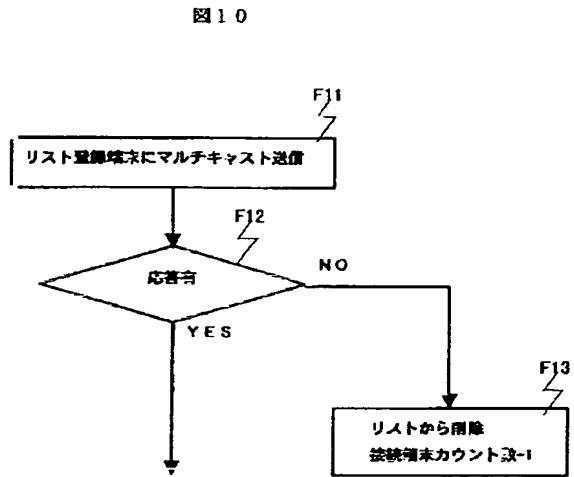 図10
F11
リスト登録端末にマルチキャスト送信
F12
応答有
NO
YES
F13
リストから削除
接続端末カウント数-1